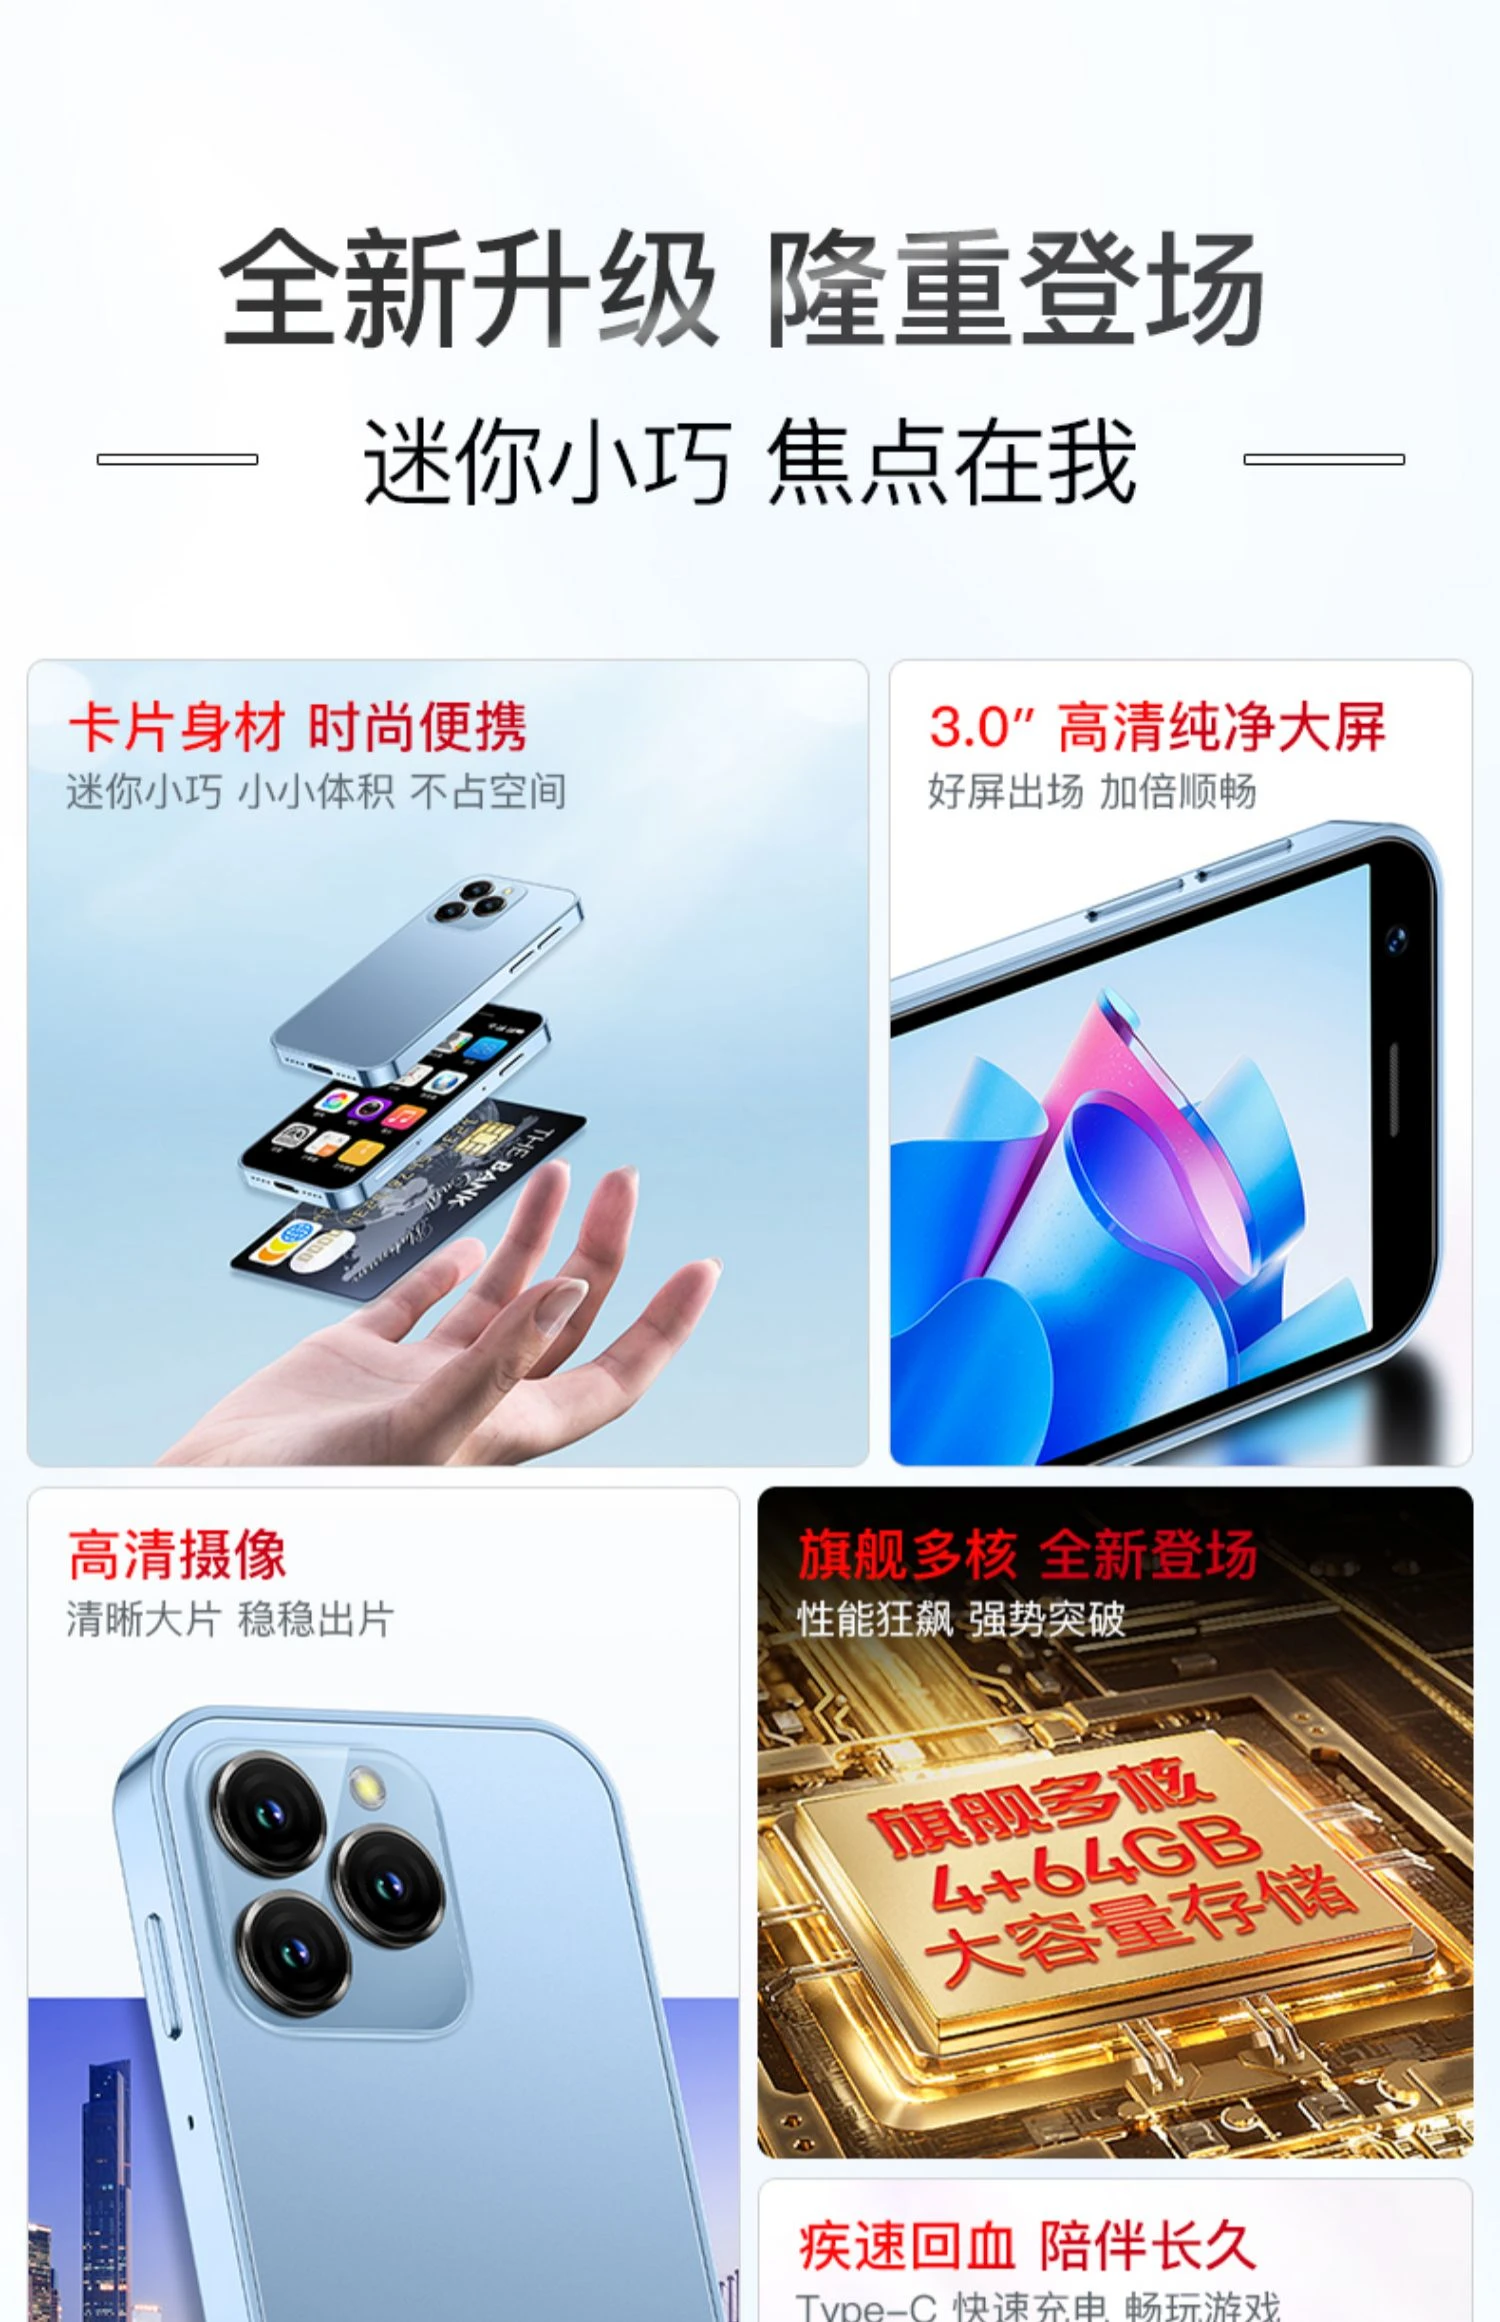 全新升级 隆重登场
迷你小巧 焦点在我
卡片身材 时尚便携
迷你小巧 小小体积 不占空间
THE BANK
3.0″ 高清纯净大屏
好屏出场 加倍顺畅
高清摄像
清晰大片 稳稳出片
旗舰多核 全新登场
性能狂飙 强势突破
旗舰多核
4+64GB
大容量存储
疾速回血 陪伴长久
Type-C 快速充电 畅玩游戏